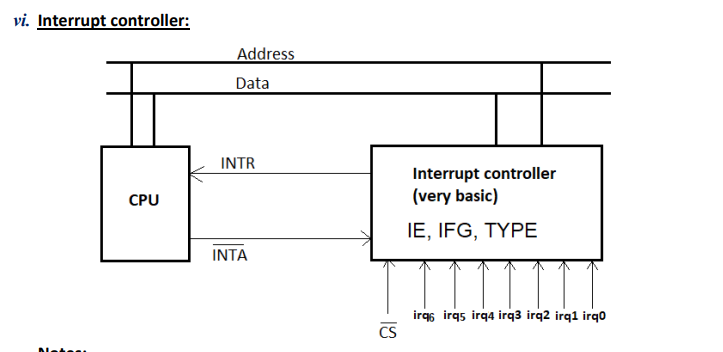 vi. Interrupt controller:
Address
Data
INTR
Interrupt controller
(very basic)
CPU
IE, IFG, TYPE
INTA
irq6 irq5 irq4 irq3 irq2 irq1 irq0
CS
Notes: